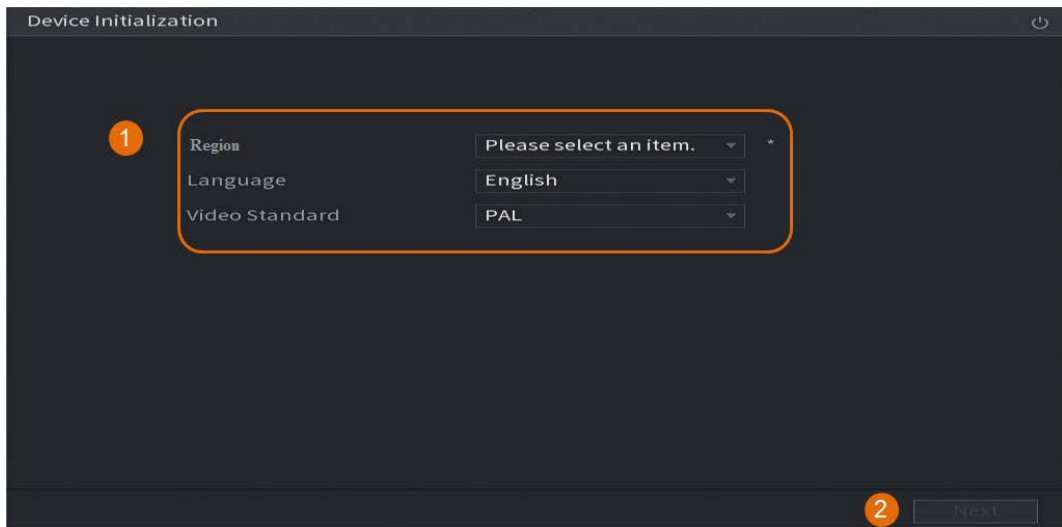 Device Initialization
1
Region Please select an item. *
Language English
Video Standard PAL
2 Next